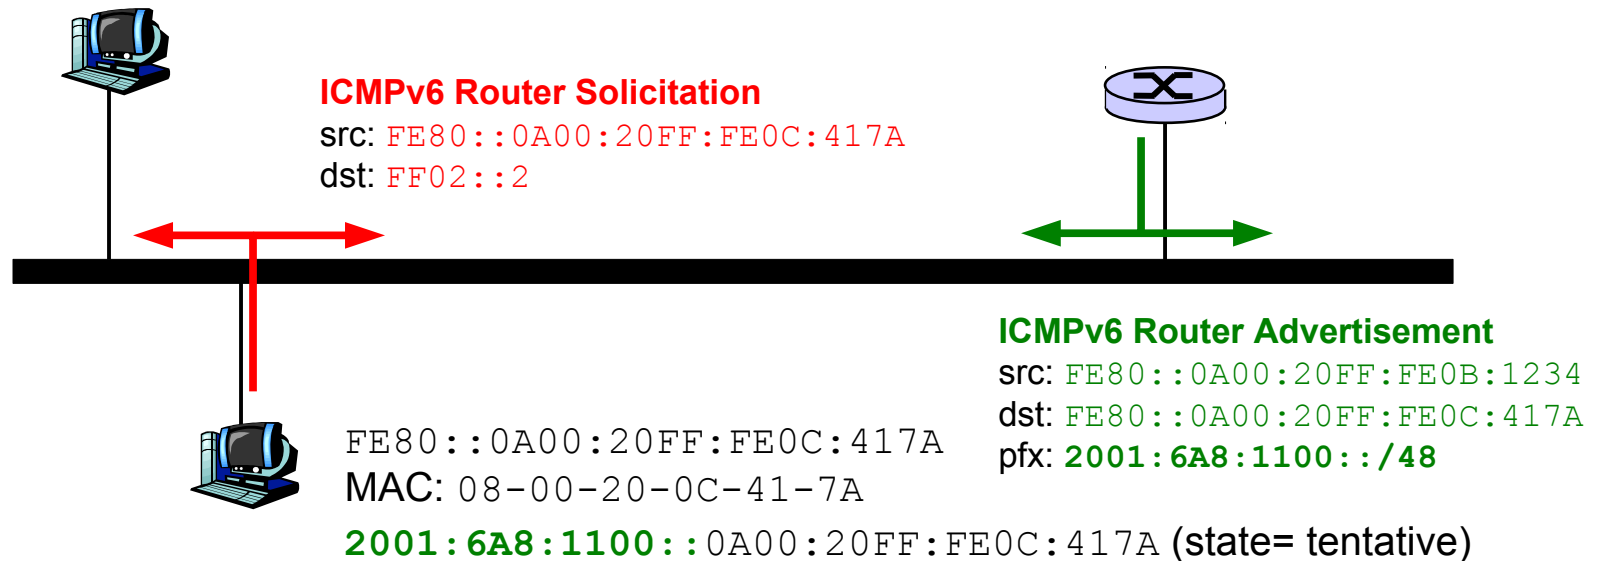 ICMPv6 Router Solicitation
src: FE80::0A00:20FF:FE0C:417A
dst: FF02::2
ICMPv6 Router Advertisement
src: FE80::0A00:20FF:FE0B:1234
dst: FE80::0A00:20FF:FE0C:417A
pfx: 2001:6A8:1100::/48
FE80::0A00:20FF:FE0C:417A
MAC: 08-00-20-0C-41-7A
2001:6A8:1100::0A00:20FF:FE0C:417A (state= tentative)